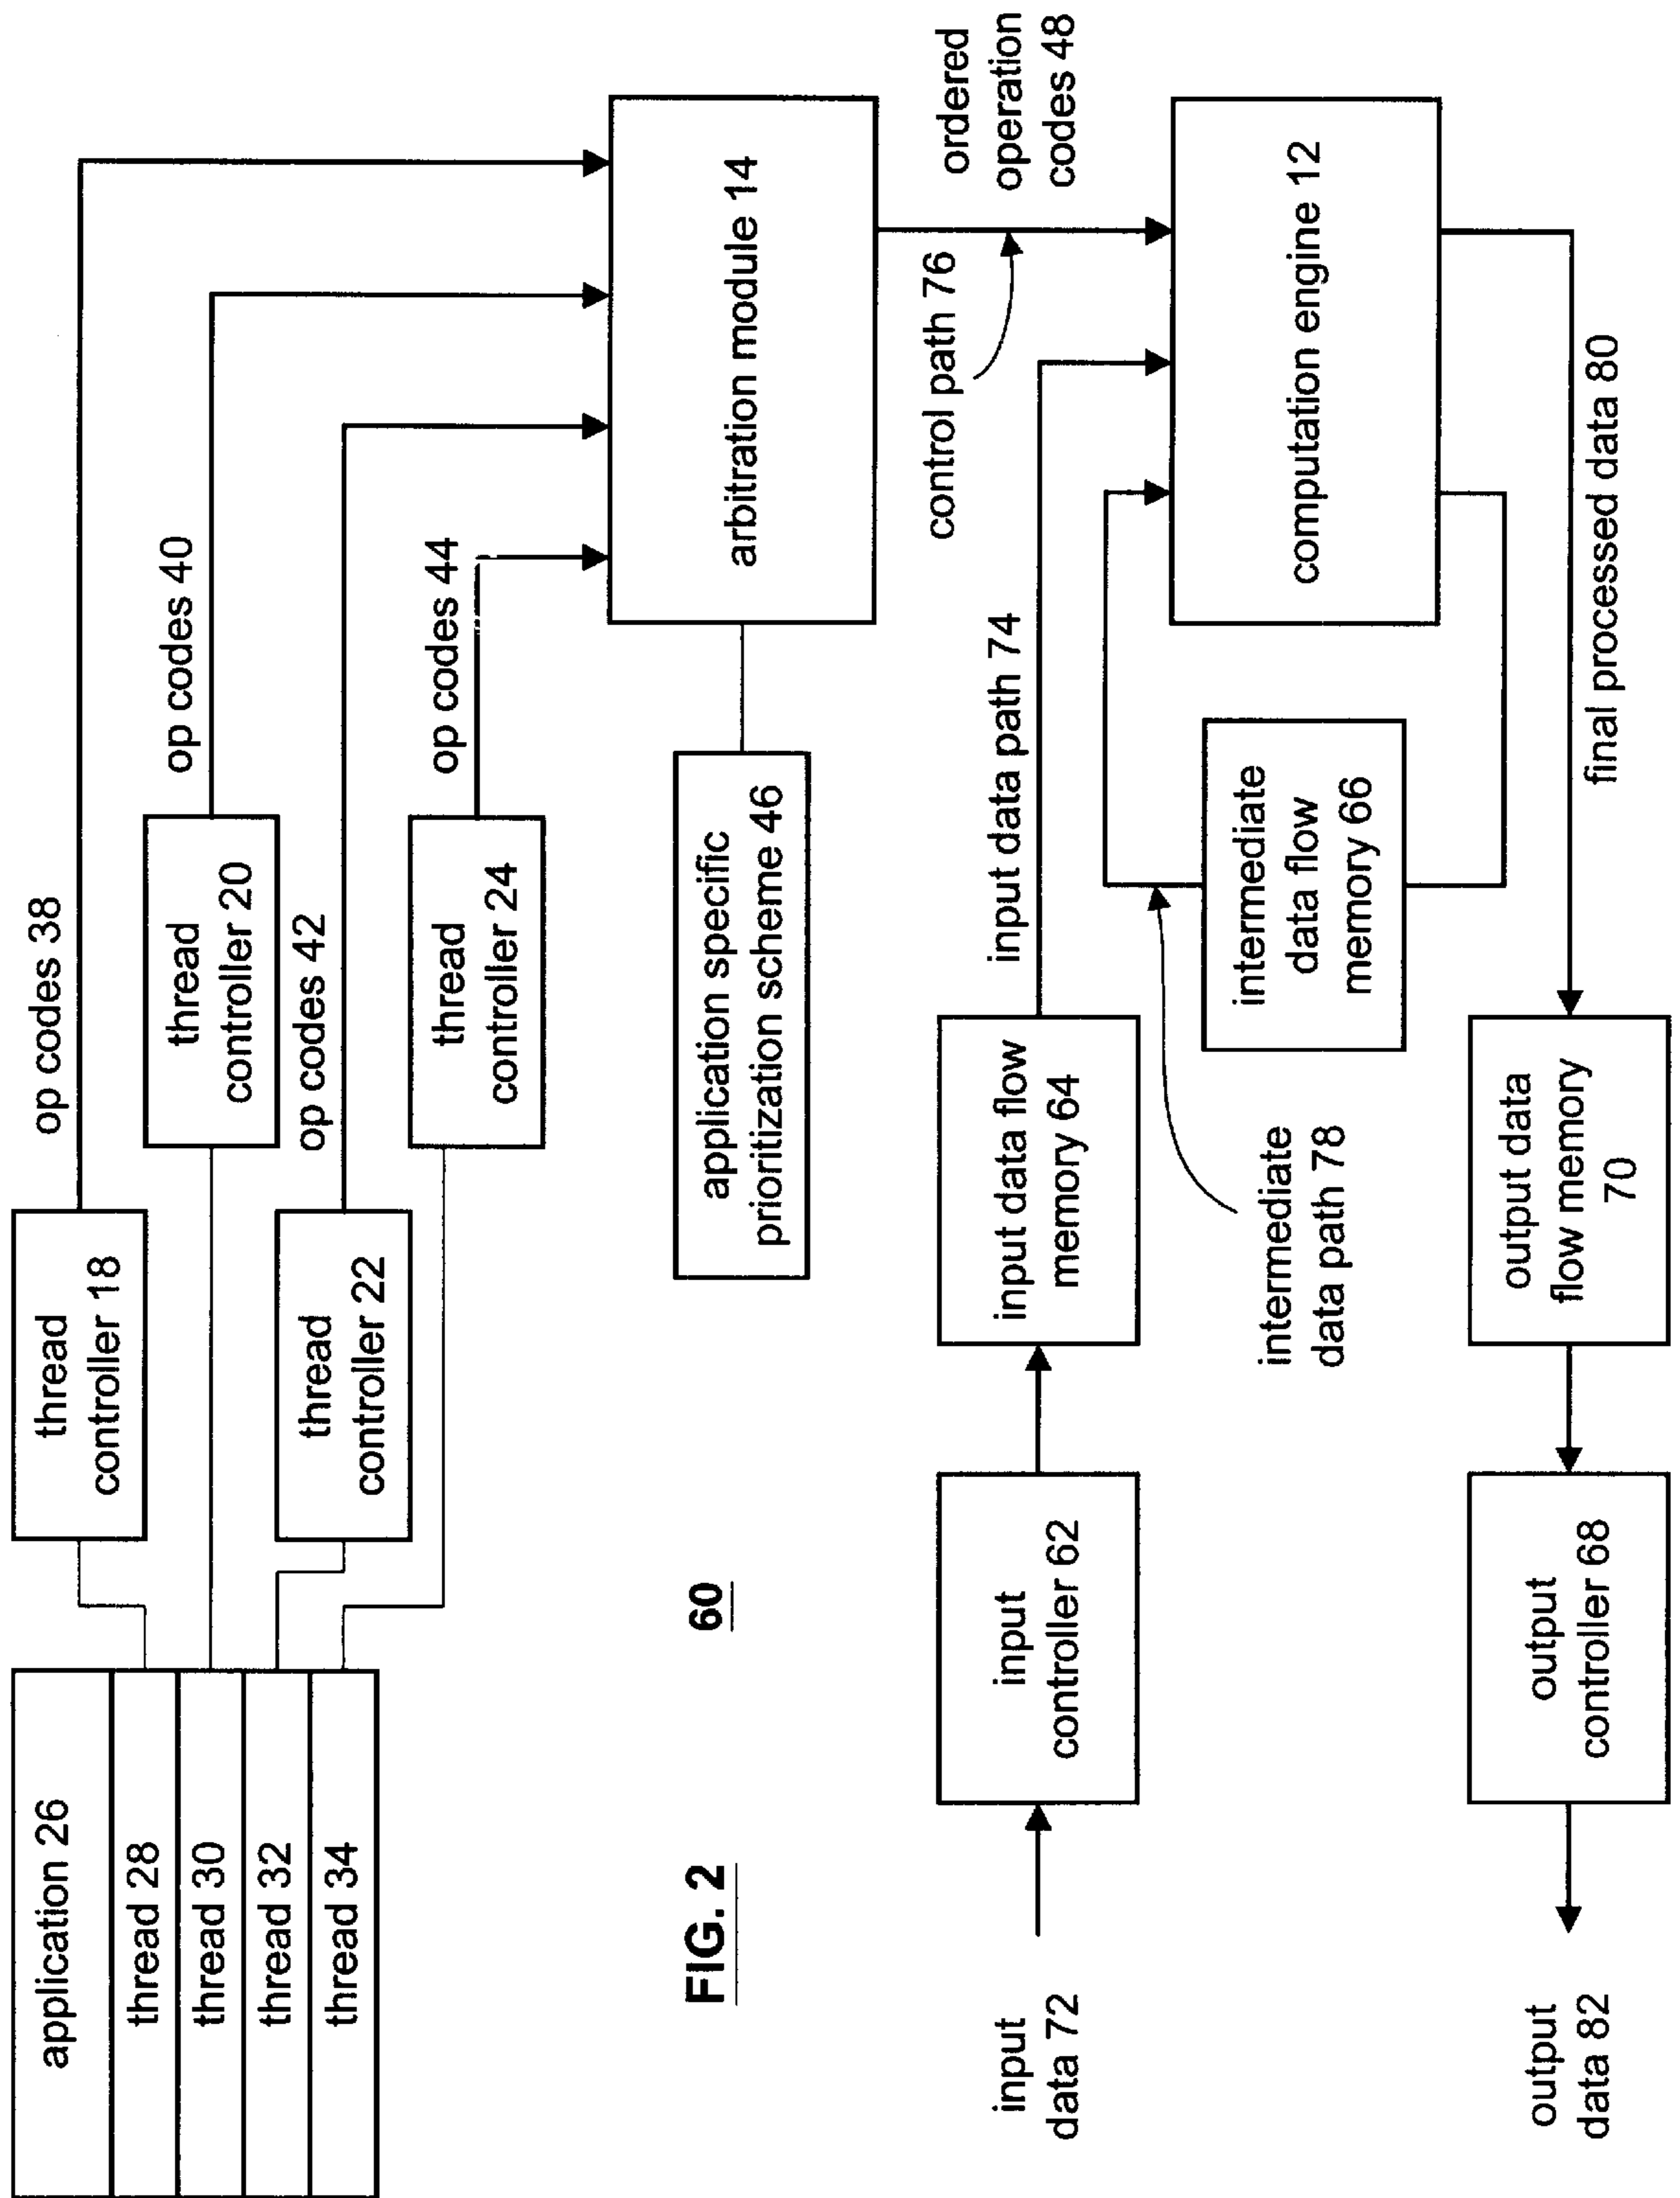 application 26
thread 28
thread 30
thread 32
thread 34
thread
controller 18
thread
controller 20
thread
controller 22
thread
controller 24
op codes 38
op codes 40
op codes 42
op codes 44
arbitration module 14
application specific
prioritization scheme 46
FIG. 2
60
ordered
operation
codes 48
control path 76
input
data 72
input
controller 62
input data flow
memory 64
input data path 74
computation engine 12
intermediate
data flow
memory 66
intermediate
data path 78
final processed data 80
output data
flow memory
70
output
controller 68
output
data 82